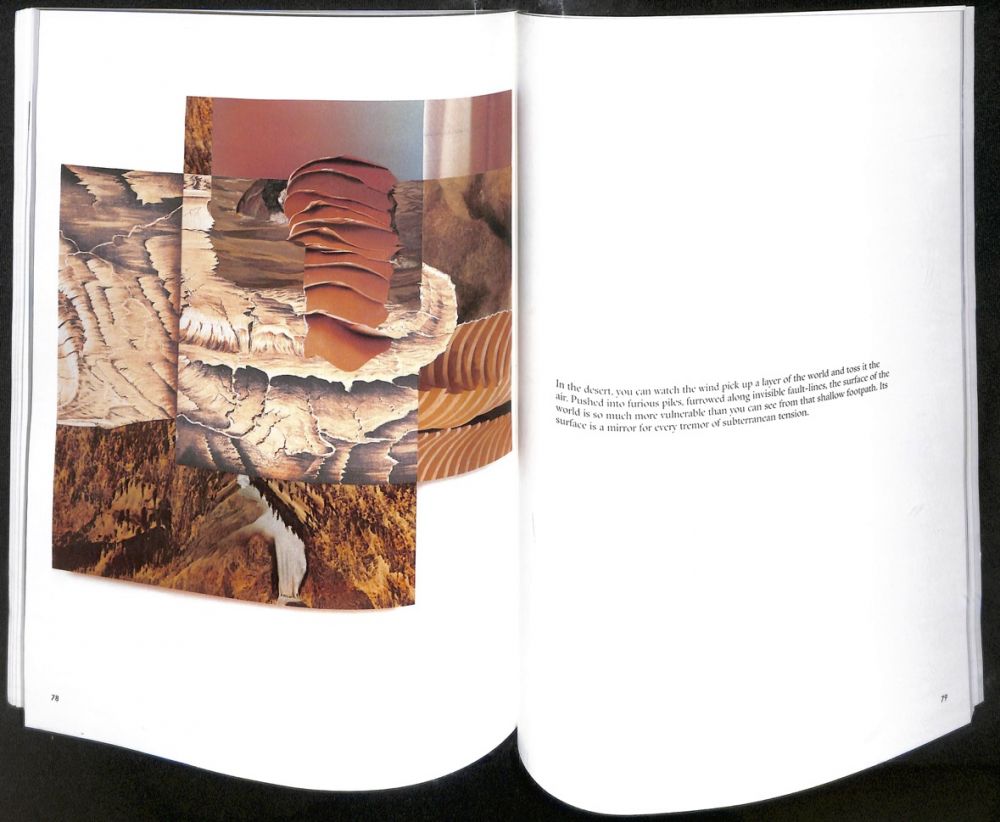 In the desert, you can watch the wind pick up a layer of the world and toss it the
air. Pushed into furious piles, furrowed along invisible fault-lines, the surface of the
world is so much more vulnerable than you can see from that shallow footpath. Its
surface is a mirror for every tremor of subterranean tension.
78
79